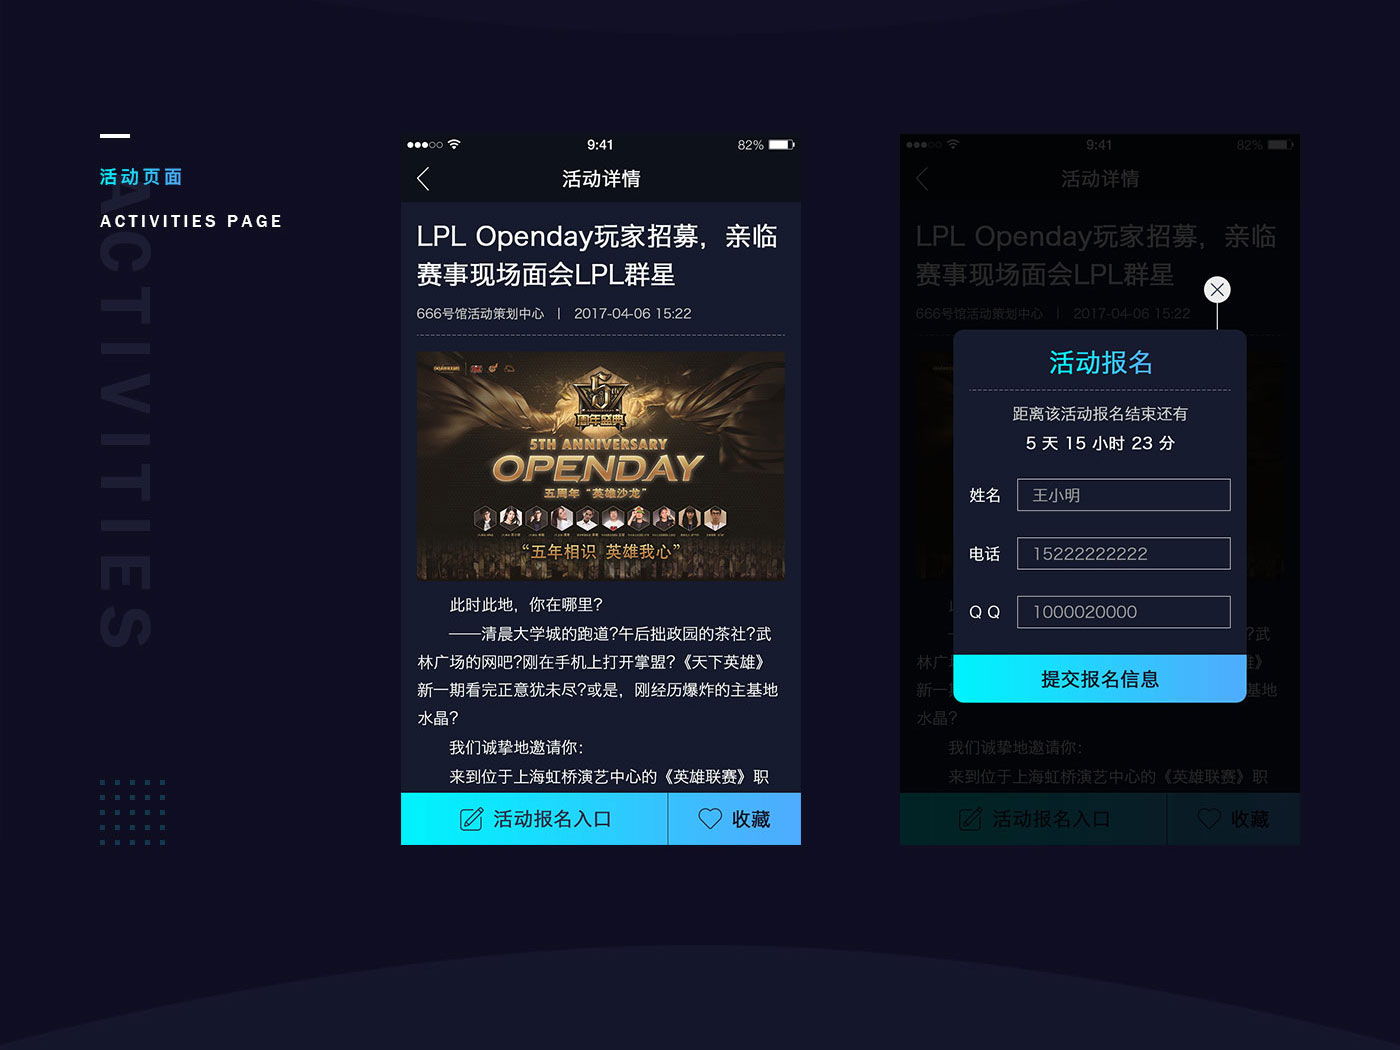 活动页面
ACTIVITIES PAGE
ACTIVITIES
9:41
82%
活动详情
LPL Openday玩家招募，亲临
赛事现场面会LPL群星
666号馆活动策划中心 | 2017-04-06 15:22
5TH
周年盛典
5TH ANNIVERSARY
OPENDAY
五周年“英雄沙龙”
“五年相识 英雄我心”
此时此地，你在哪里?
——清晨大学城的跑道?午后拙政园的茶社?武
林广场的网吧?刚在手机上打开掌盟?《天下英雄》
新一期看完正意犹未尽?或是，刚经历爆炸的主基地
水晶?
我们诚挚地邀请你：
来到位于上海虹桥演艺中心的《英雄联赛》职
活动报名入口
收藏
9:41
82%
活动详情
LPL Openday玩家招募，亲临
赛事现场面会LPL群星
666号馆活动策划中心 | 2017-04-06 15:22
活动报名
距离该活动报名结束还有
5 天 15 小时 23 分
姓名 王小明
电话 15222222222
Q Q 1000020000
提交报名信息
?武
林广
》
新一
基地
水晶?
我们诚挚地邀请你：
来到位于上海虹桥演艺中心的《英雄联赛》职
活动报名入口
收藏